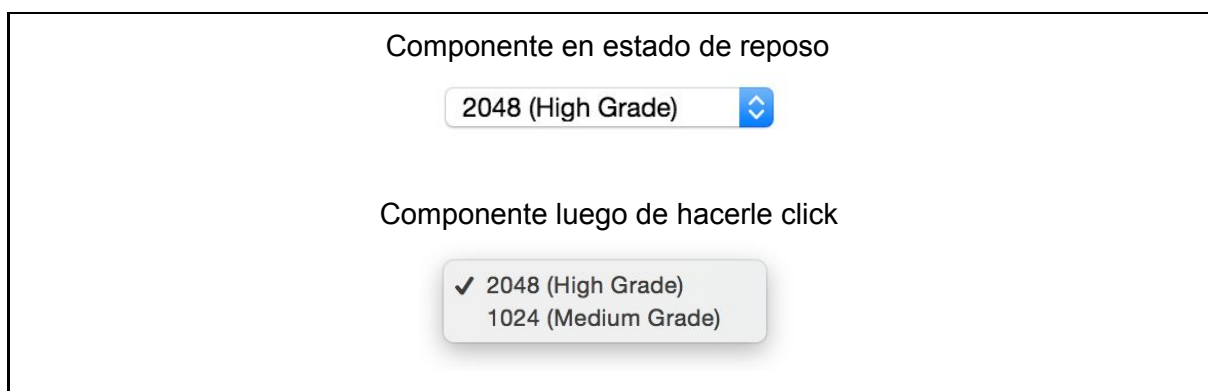 Componente en estado de reposo
2048 (High Grade)
Componente luego de hacerle click
✓ 2048 (High Grade)
1024 (Medium Grade)